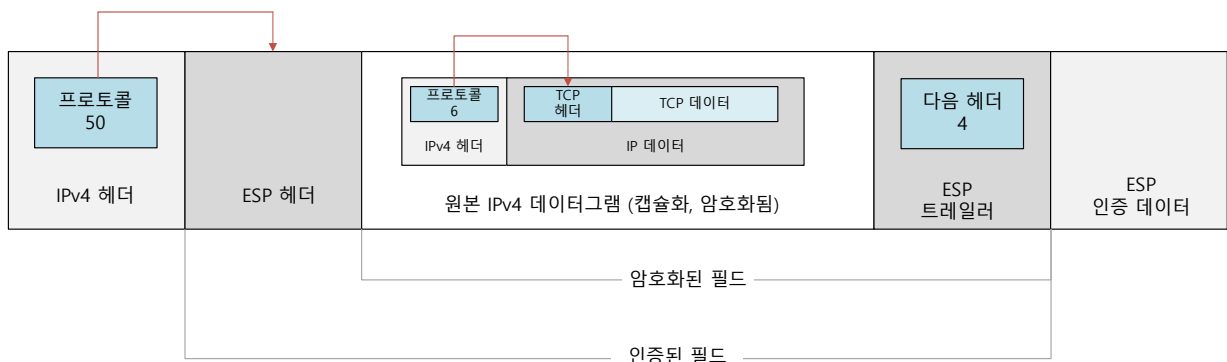 프로토콜
50
IPv4 헤더
ESP 헤더
프로토콜
6
IPv4 헤더
TCP
헤더
TCP 데이터
IP 데이터
원본 IPv4 데이터그램 (캡슐화, 암호화됨)
다음 헤더
4
ESP
트레일러
ESP
인증 데이터
암호화된 필드
인증된 필드